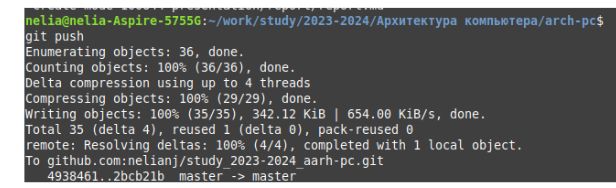 nelia@nelia-Aspire-5755G:~/work/study/2023-2024/Архитектура компьютера/arch-pc$
git push
Enumerating objects: 36, done.
Counting objects: 100% (36/36), done.
Delta compression using up to 4 threads
Compressing objects: 100% (29/29), done.
Writing objects: 100% (35/35), 342.12 KiB | 654.00 KiB/s, done.
Total 35 (delta 4), reused 1 (delta 0), pack-reused 0
remote: Resolving deltas: 100% (4/4), completed with 1 local object.
To github.com:nelianj/study_2023-2024_aarh-pc.git
   4938461..2bcb21b  master -> master